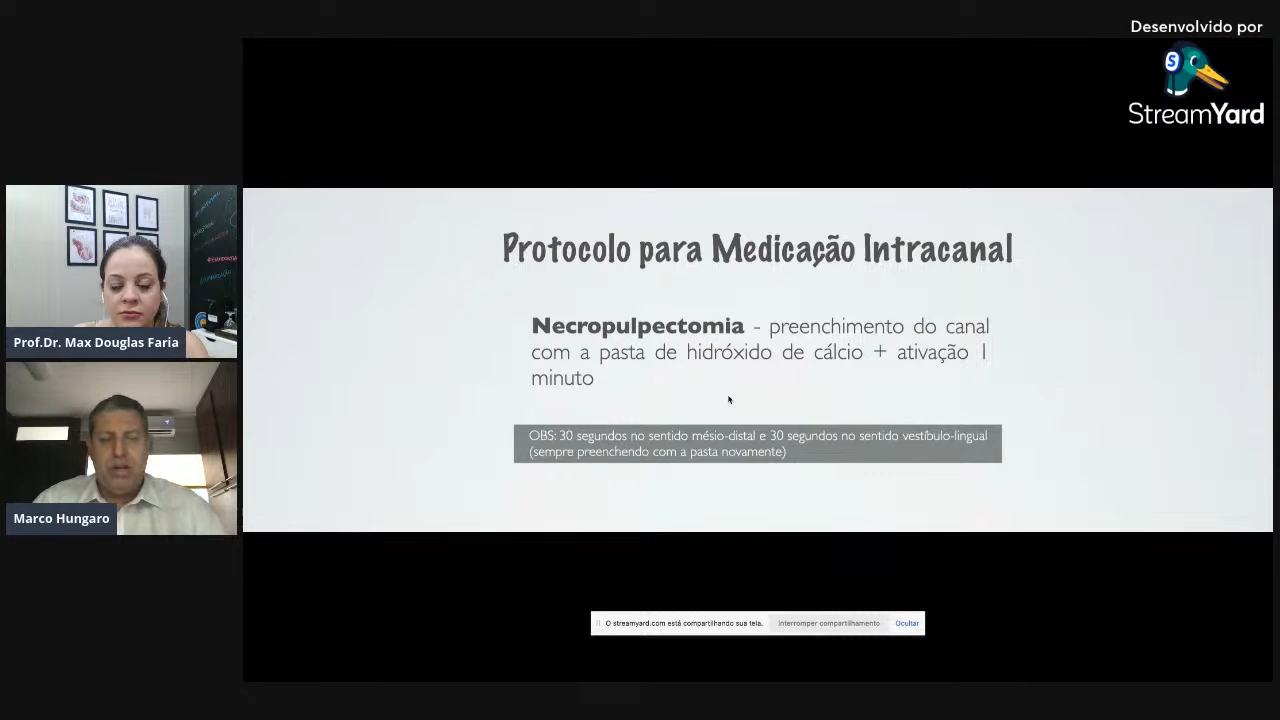 Desenvolvido por
StreamYard
Protocolo para Medicação Intracanal
Necropulpectomia - preenchimento do canal
com a pasta de hidróxido de cálcio + ativação 1
minuto
OBS: 30 segundos no sentido mésio-distal e 30 segundos no sentido vestíbulo-lingual
(sempre preenchendo com a pasta novamente)
Prof.Dr. Max Douglas Faria
Marco Hungaro
O streamyard.com está compartilhando sua tela.
Interromper compartilhamento
Ocultar